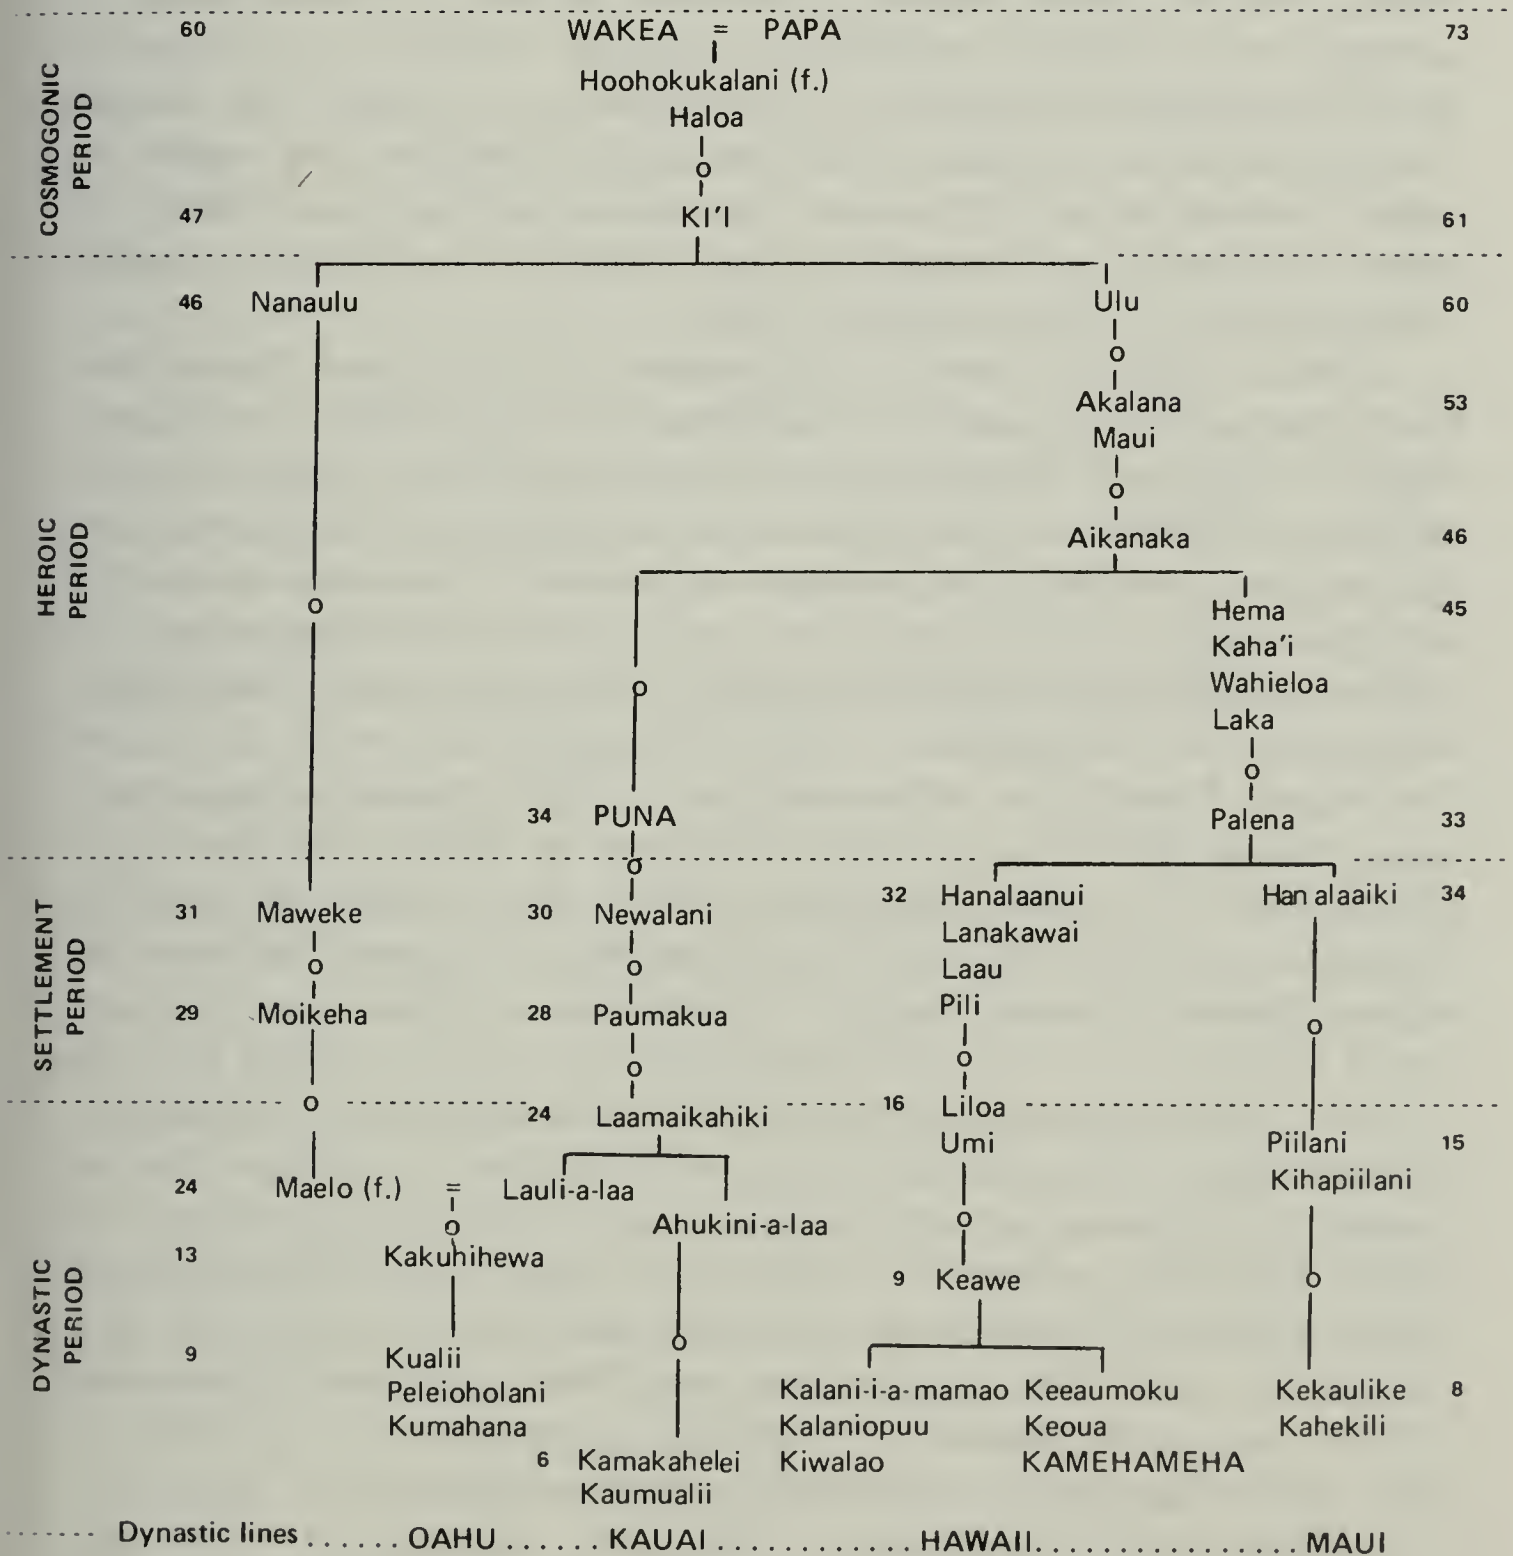 60 WAKEA = PAPA 73
Hoohokukalani (f.)
Haloa
o
47 KI'I 61
COSMOGONIC
PERIOD
46 Nanaulu Ulu 60
o
Akalana 53
Maui
o
Aikanaka 46
HEROIC
PERIOD
o Hema 45
Kaha'i
Wahieloa
o
Laka
o
34 PUNA Palena 33
o
31 Maweke 30 Newalani 32 Hanalaanui Hanalaaiki 34
Lanakawai
o o Laau
29 Moikeha 28 Paumakua Pili
o
o o
SETTLEMENT
PERIOD
o 24 Laamaikahiki 16 Liloa
Umi Piilani 15
24 Maelo (f.) = Lauli-a-laa Kihapiilani
o Ahukini-a-laa o
13 Kakuhihewa
9 Keawe o
DYNASTIC
PERIOD
o
9 Kualii
Peleioholani Kalani-i-a-mamao Keeaumoku Kekaulike 8
Kumahana Kalaniopuu Keoua Kahekili
6 Kamakahelei Kiwalao KAMEHAMEHA
Kaumualii
...... Dynastic lines ...... OAHU ...... KAUAI ............ HAWAII ................ MAUI